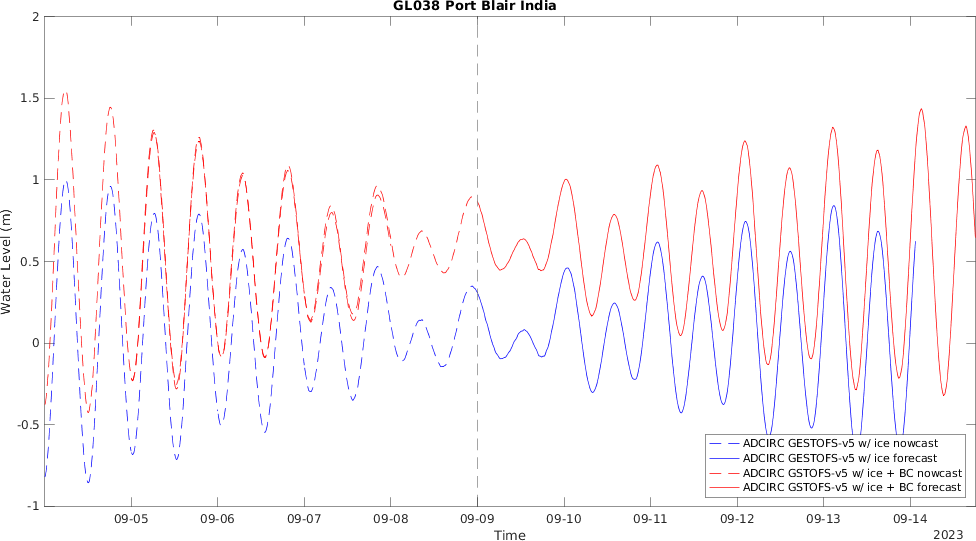 GL038 Port Blair India
2
1.5
1
0.5
0
-0.5
-1
Water Level (m)
ADCIRC GESTOFS-v5 w/ ice nowcast
ADCIRC GESTOFS-v5 w/ ice forecast
ADCIRC GSTOFS-v5 w/ ice + BC nowcast
ADCIRC GSTOFS-v5 w/ ice + BC forecast
09-05 09-06 09-07 09-08 09-09 09-10 09-11 09-12 09-13 09-14
Time
2023